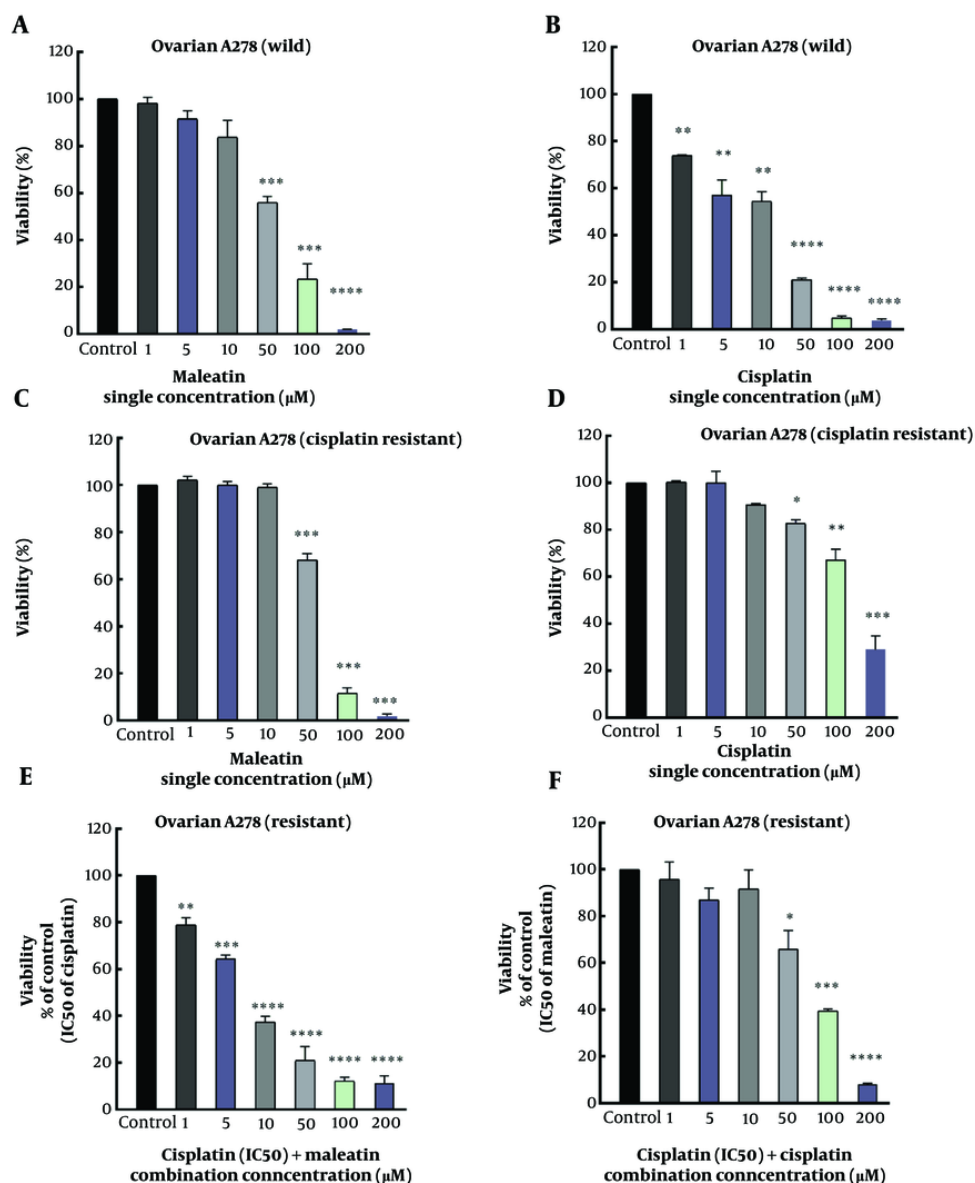 A
Ovarian A278 (wild)
120
100
80
60
40
20
0
Viability (%)
***
***
****
Control 1 5 10 50 100 200
Maleatin
single concentration (µM)
B
Ovarian A278 (wild)
120
100
80
60
40
20
0
Viability (%)
**
**
**
****
****
****
Control 1 5 10 50 100 200
Cisplatin
single concentration (µM)
C
Ovarian A278 (cisplatin resistant)
120
100
80
60
40
20
0
Viability (%)
***
***
***
Control 1 5 10 50 100 200
Maleatin
single concentration (µM)
D
Ovarian A278 (cisplatin resistant)
120
100
80
60
40
20
0
Viability (%)
*
**
***
Control 1 5 10 50 100 200
Cisplatin
single concentration (µM)
E
Ovarian A278 (resistant)
120
100
80
60
40
20
0
Viability
% of control
(IC50 of cisplatin)
**
***
****
****
****
****
Control 1 5 10 50 100 200
Cisplatin (IC50) + maleatin
combination conncentration (µM)
F
Ovarian A278 (resistant)
120
100
80
60
40
20
0
Viability
% of control
(IC50 of maleatin)
*
***
****
Control 1 5 10 50 100 200
Cisplatin (IC50) + cisplatin
combination conncentration (µM)